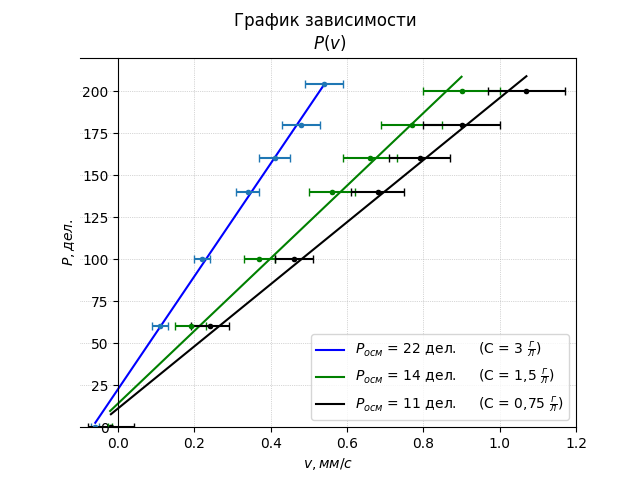 График зависимости
P(v)
200
175
150
125
100
75
50
25
0
P, дел.
P_осм = 22 дел. (C = 3 г/л)
P_осм = 14 дел. (C = 1,5 г/л)
P_осм = 11 дел. (C = 0,75 г/л)
0.0 0.2 0.4 0.6 0.8 1.0 1.2
v, мм/с